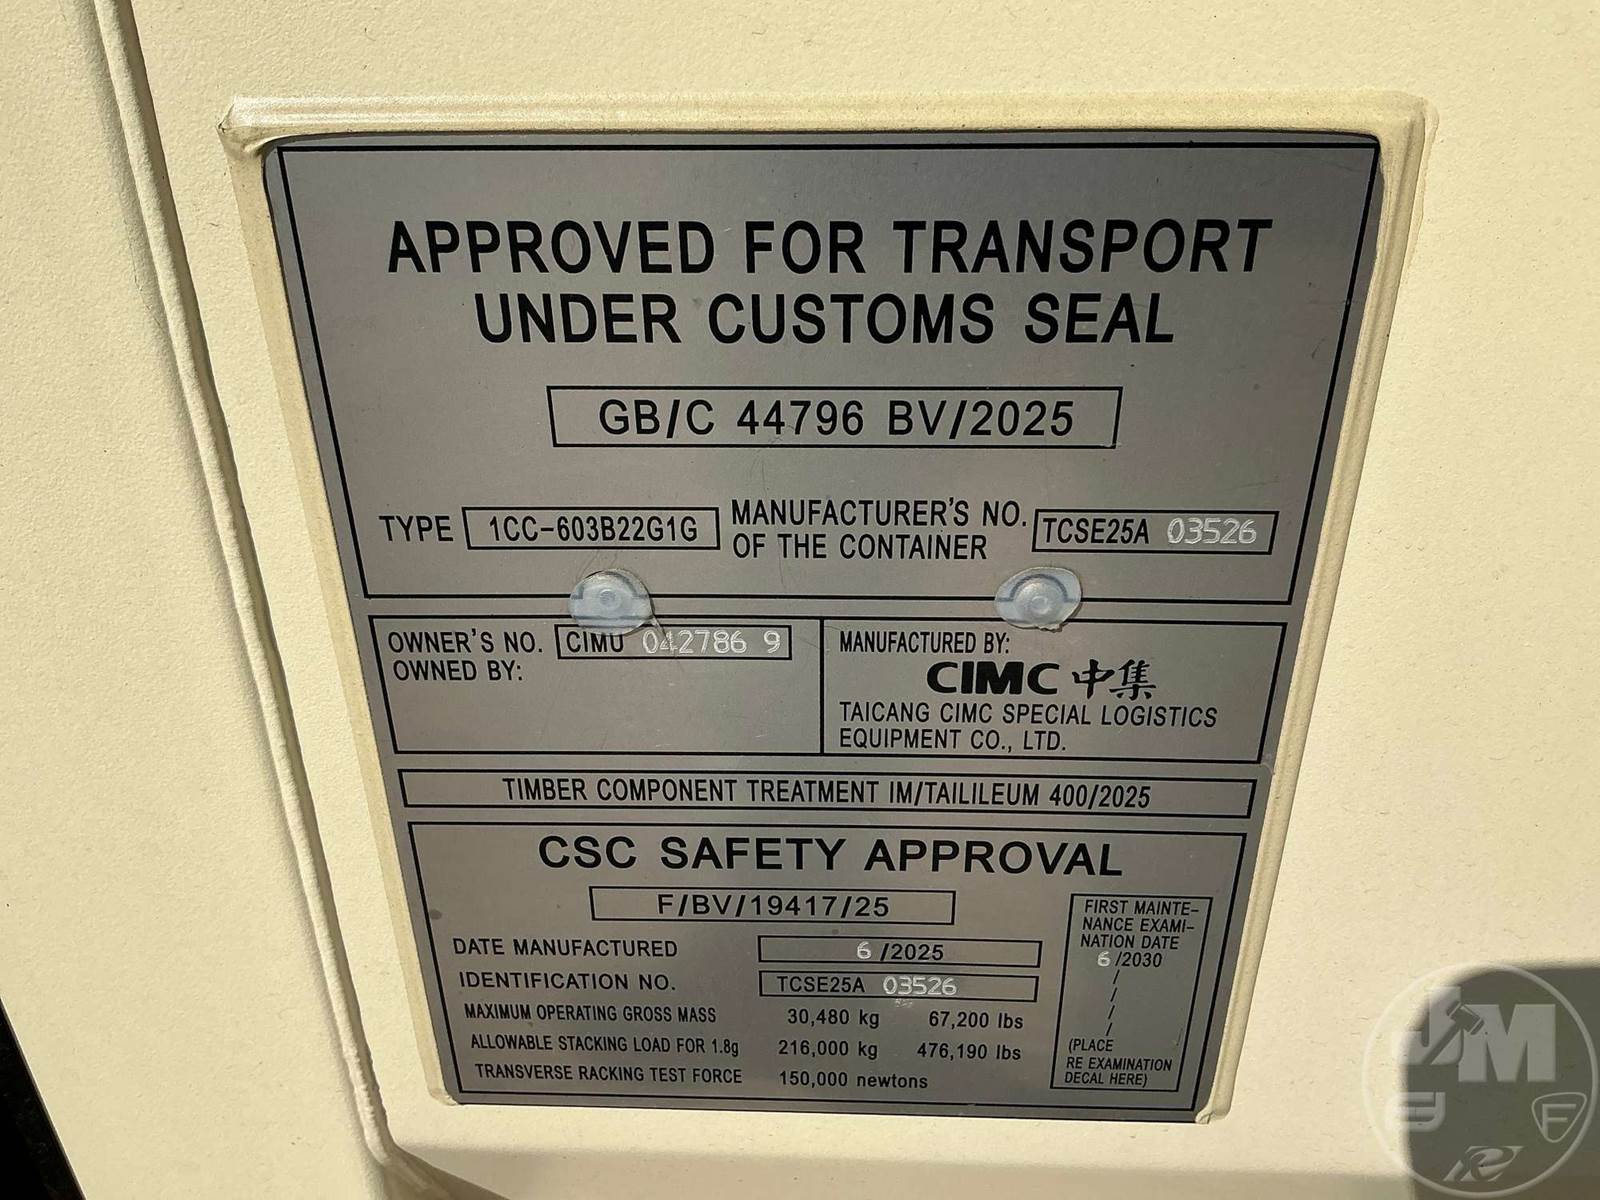 APPROVED FOR TRANSPORT
UNDER CUSTOMS SEAL
GB/C 44796 BV/2025
TYPE 1CC-603B22G1G
MANUFACTURER'S NO.
OF THE CONTAINER
TCSE25A 03526
OWNER'S NO. CIMU 042786 9
OWNED BY:
MANUFACTURED BY:
CIMC 中集
TAICANG CIMC SPECIAL LOGISTICS
EQUIPMENT CO., LTD.
TIMBER COMPONENT TREATMENT IM/TAILILEUM 400/2025
CSC SAFETY APPROVAL
F/BV/19417/25
DATE MANUFACTURED 6 /2025
IDENTIFICATION NO. TCSE25A 03526
MAXIMUM OPERATING GROSS MASS 30,480 kg 67,200 lbs
ALLOWABLE STACKING LOAD FOR 1.8g 216,000 kg 476,190 lbs
TRANSVERSE RACKING TEST FORCE 150,000 newtons
FIRST MAINTE-
NANCE EXAMI-
NATION DATE
6 /2030
/
/
/
/
(PLACE
RE EXAMINATION
DECAL HERE)
JM
EJ
F
R